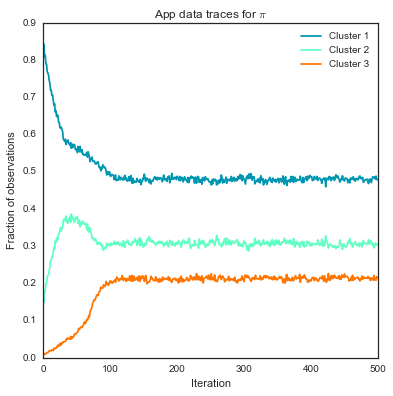 App data traces for π
Cluster 1
Cluster 2
Cluster 3
Fraction of observations
0.9
0.8
0.7
0.6
0.5
0.4
0.3
0.2
0.1
0.0
0 100 200 300 400 500
Iteration